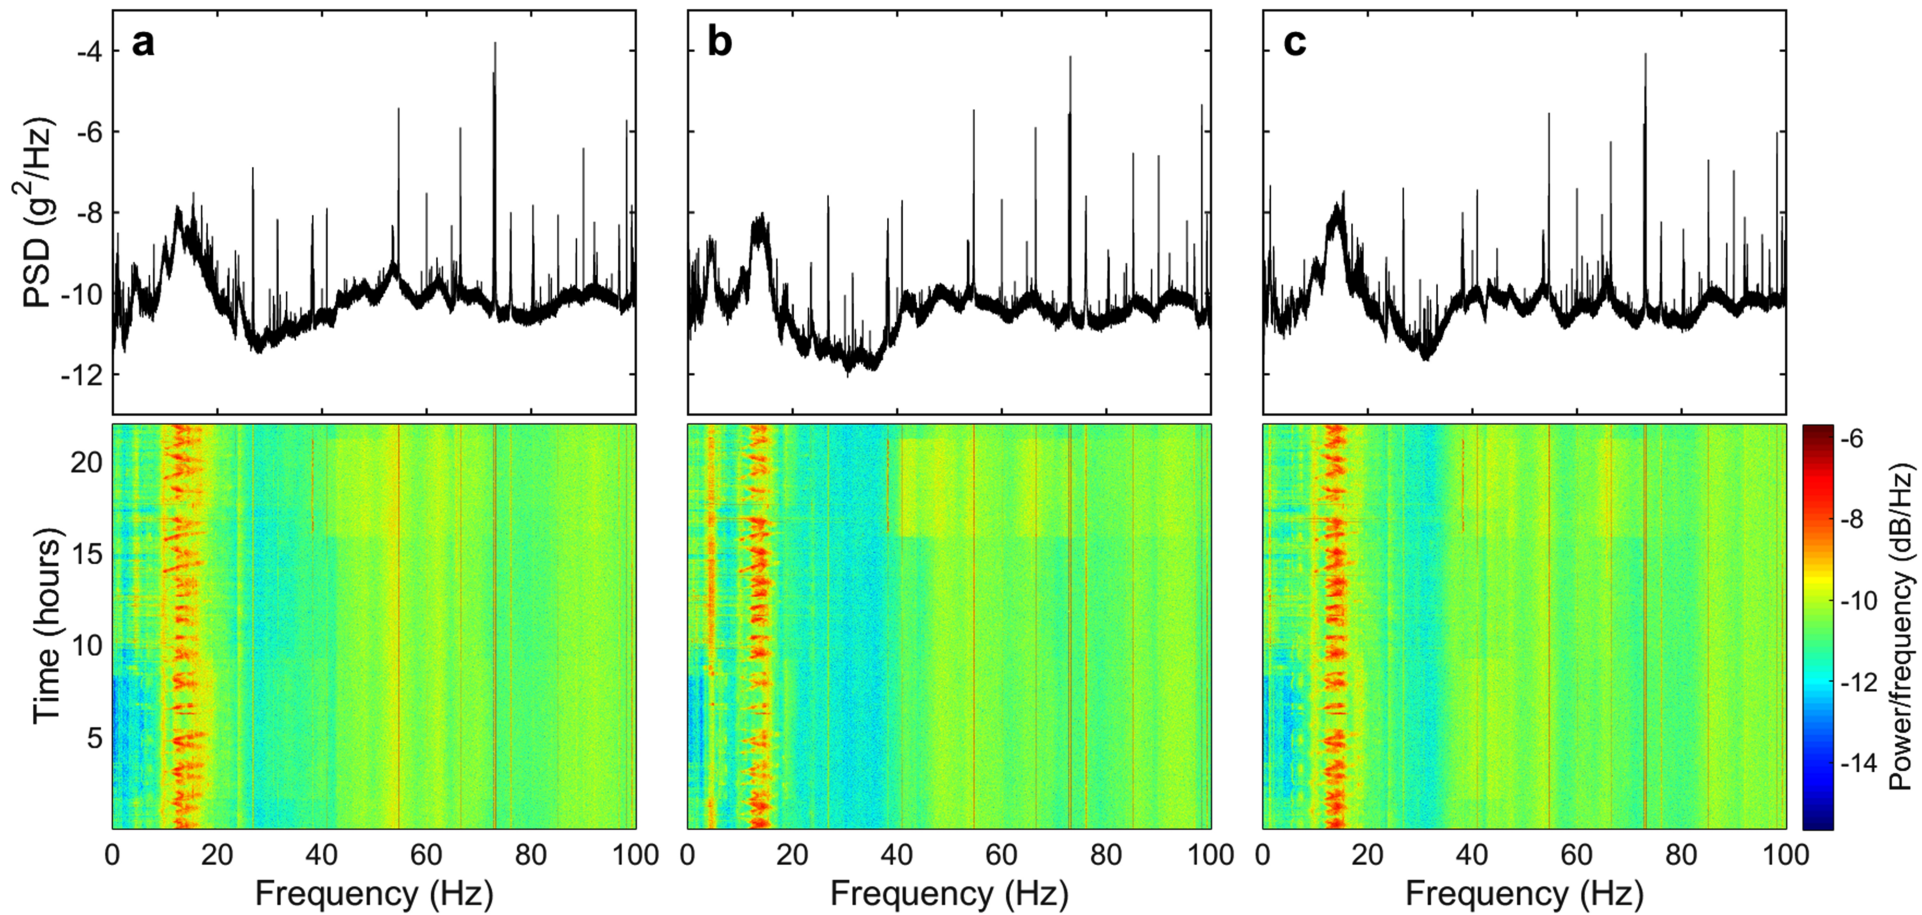 a
b
c
PSD (g²/Hz)
-4
-6
-8
-10
-12
Time (hours)
20
15
10
5
0 20 40 60 80 100
0 20 40 60 80 100
0 20 40 60 80 100
Frequency (Hz)
Frequency (Hz)
Frequency (Hz)
-6
-8
-10
-12
-14
Power/frequency (dB/Hz)